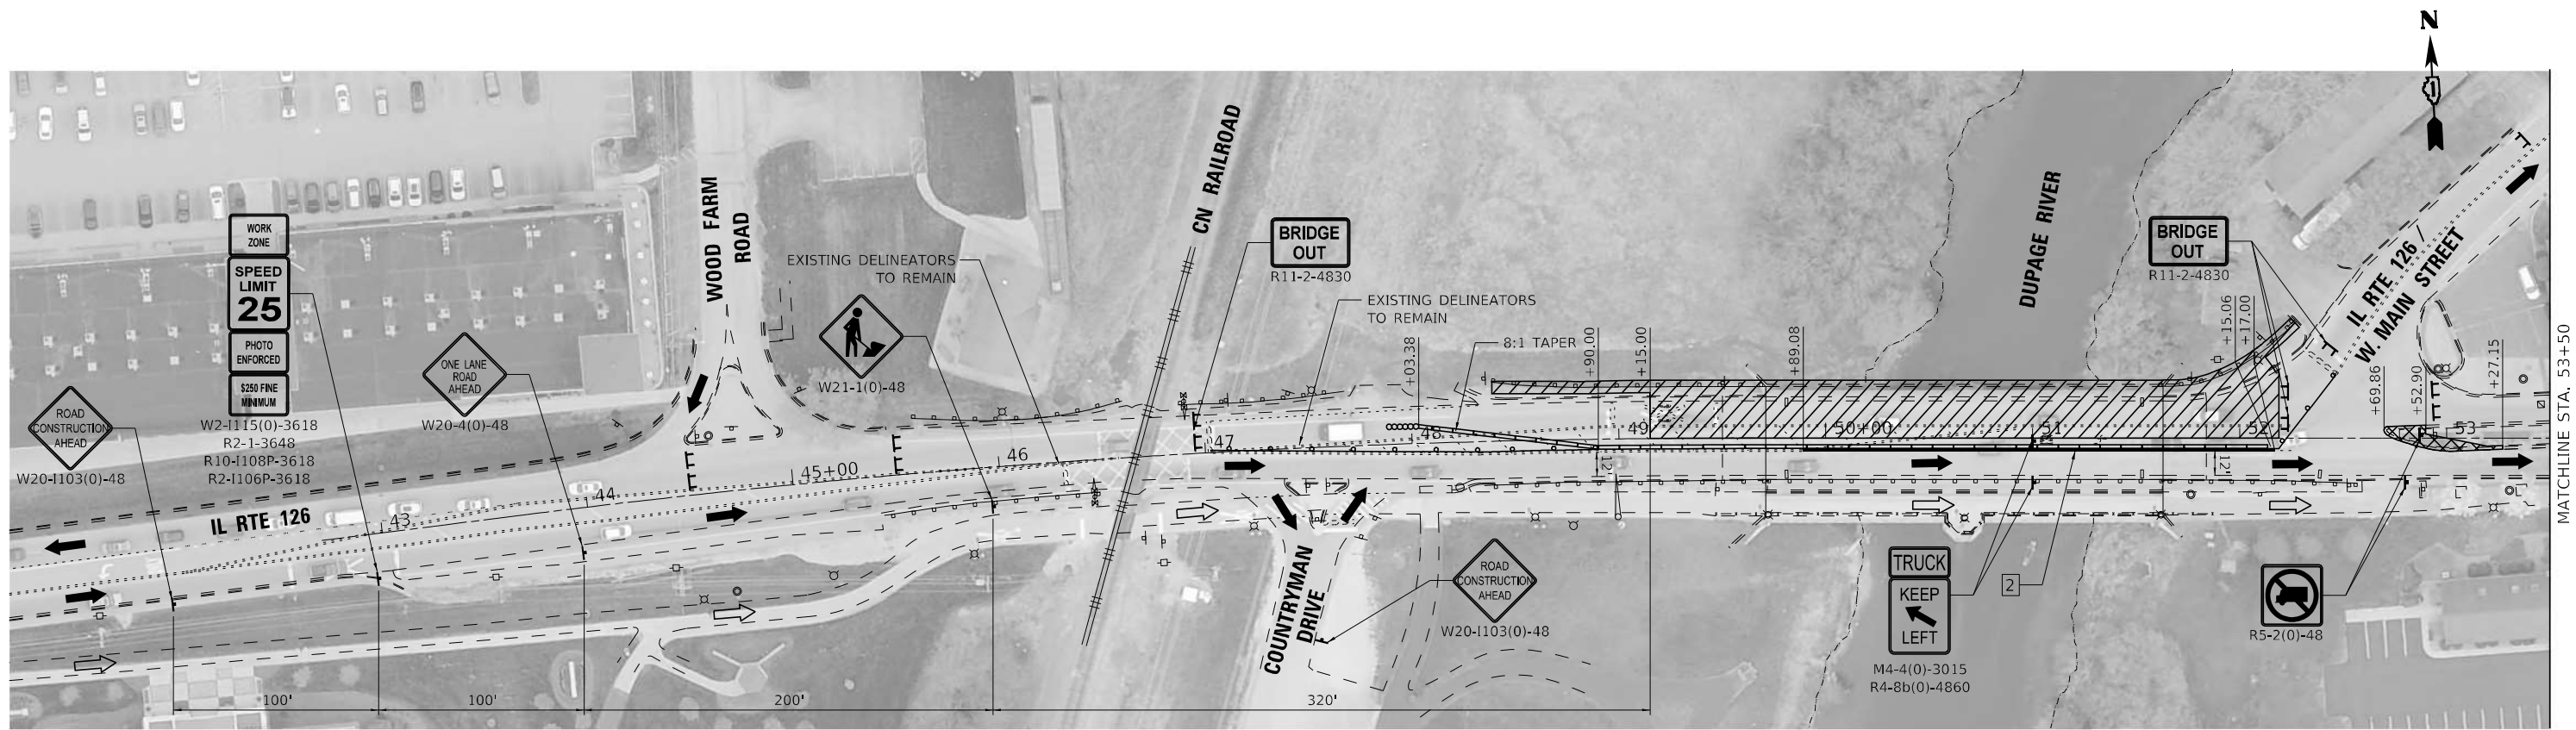 N
WORK
ZONE
SPEED
LIMIT
25
PHOTO
ENFORCED
$250 FINE
MINIMUM
W2-I115(0)-3618
R2-1-3648
R10-I108P-3618
R2-I106P-3618
ROAD
CONSTRUCTION
AHEAD
W20-I103(0)-48
ONE LANE
ROAD
AHEAD
W20-4(0)-48
WOOD FARM
ROAD
EXISTING DELINEATORS
TO REMAIN
W21-1(0)-48
CN RAILROAD
BRIDGE
OUT
R11-2-4830
EXISTING DELINEATORS
TO REMAIN
+03.38
8:1 TAPER
+90.00
+15.00
+89.08
DUPAGE RIVER
BRIDGE
OUT
R11-2-4830
+15.06
+17.00
IL RTE 126
W. MAIN STREET
+69.86
+52.90
+27.15
MATCHLINE STA. 53+50
IL RTE 126
43
44
45+00
46
47
48
49
50+00
51
52
53
12'
12'
COUNTRYMAN
DRIVE
ROAD
CONSTRUCTION
AHEAD
W20-I103(0)-48
TRUCK
KEEP
LEFT
M4-4(0)-3015
R4-8b(0)-4860
2
R5-2(0)-48
100'
100'
200'
320'